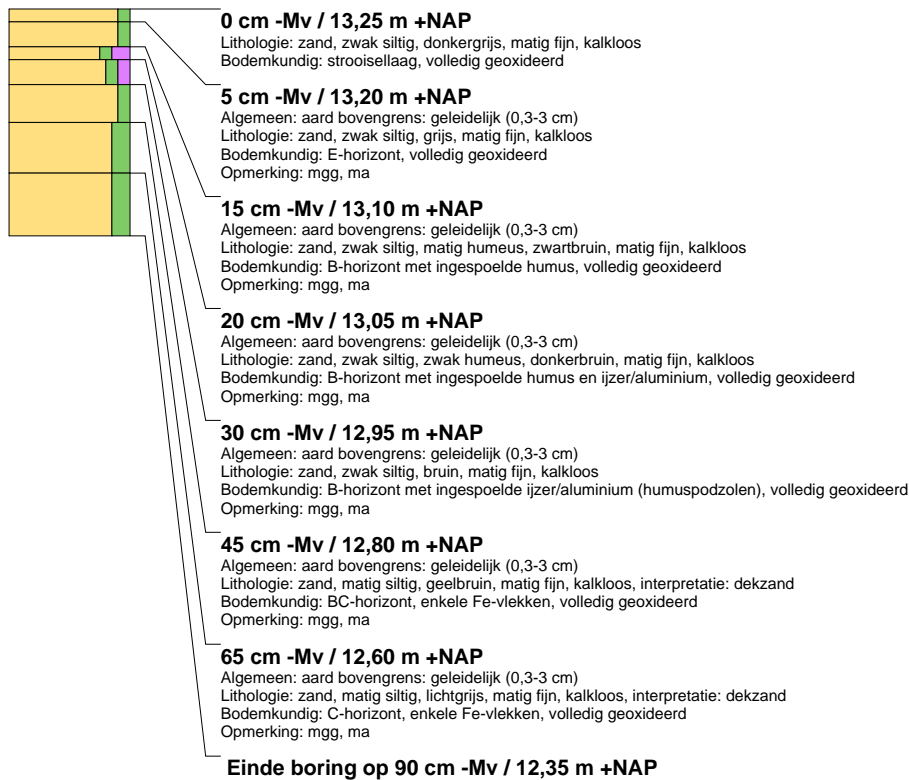 0 cm -Mv / 13,25 m +NAP
Lithologie: zand, zwak siltig, donkergrijs, matig fijn, kalkloos
Bodemkundig: strooisellaag, volledig geoxideerd
5 cm -Mv / 13,20 m +NAP
Algemeen: aard bovengrens: geleidelijk (0,3-3 cm)
Lithologie: zand, zwak siltig, grijs, matig fijn, kalkloos
Bodemkundig: E-horizont, volledig geoxideerd
Opmerking: mgg, ma
15 cm -Mv / 13,10 m +NAP
Algemeen: aard bovengrens: geleidelijk (0,3-3 cm)
Lithologie: zand, zwak siltig, matig humeus, zwartbruin, matig fijn, kalkloos
Bodemkundig: B-horizont met ingespoelde humus, volledig geoxideerd
Opmerking: mgg, ma
20 cm -Mv / 13,05 m +NAP
Algemeen: aard bovengrens: geleidelijk (0,3-3 cm)
Lithologie: zand, zwak siltig, zwak humeus, donkerbruin, matig fijn, kalkloos
Bodemkundig: B-horizont met ingespoelde humus en ijzer/aluminium, volledig geoxideerd
Opmerking: mgg, ma
30 cm -Mv / 12,95 m +NAP
Algemeen: aard bovengrens: geleidelijk (0,3-3 cm)
Lithologie: zand, zwak siltig, bruin, matig fijn, kalkloos
Bodemkundig: B-horizont met ingespoelde ijzer/aluminium (humuspodzolen), volledig geoxideerd
Opmerking: mgg, ma
45 cm -Mv / 12,80 m +NAP
Algemeen: aard bovengrens: geleidelijk (0,3-3 cm)
Lithologie: zand, matig siltig, geelbruin, matig fijn, kalkloos, interpretatie: dekzand
Bodemkundig: BC-horizont, enkele Fe-vlekken, volledig geoxideerd
Opmerking: mgg, ma
65 cm -Mv / 12,60 m +NAP
Algemeen: aard bovengrens: geleidelijk (0,3-3 cm)
Lithologie: zand, matig siltig, lichtgrijs, matig fijn, kalkloos, interpretatie: dekzand
Bodemkundig: C-horizont, enkele Fe-vlekken, volledig geoxideerd
Opmerking: mgg, ma
Einde boring op 90 cm -Mv / 12,35 m +NAP